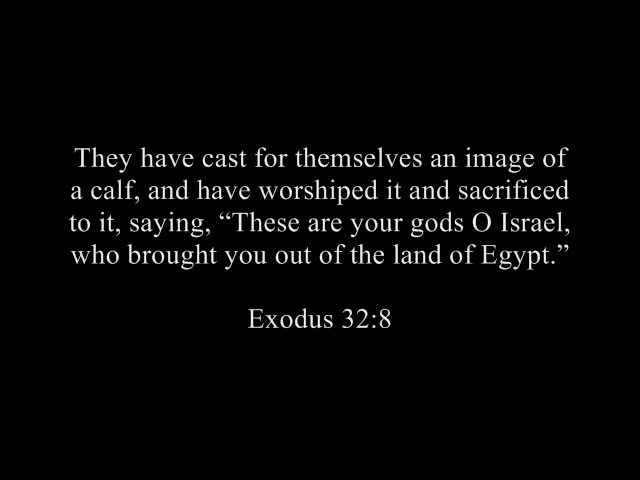 They have cast for themselves an image of
a calf, and have worshiped it and sacrificed
to it, saying, “These are your gods O Israel,
who brought you out of the land of Egypt.”
Exodus 32:8